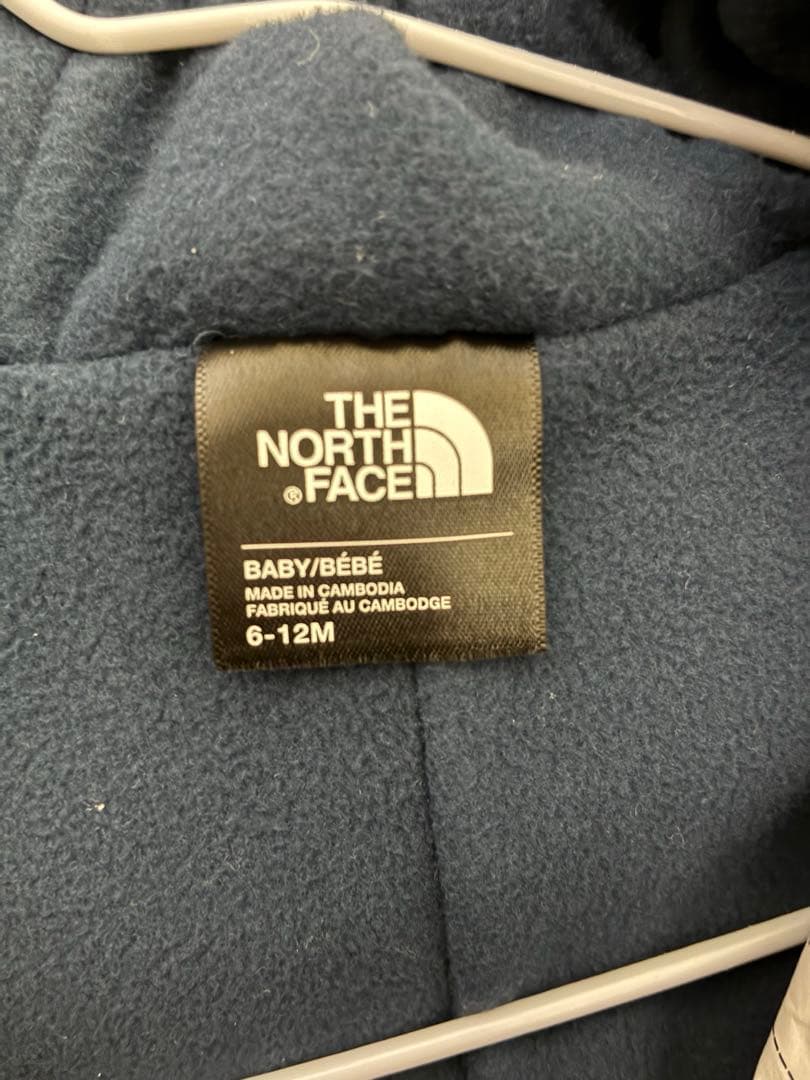 THE
NORTH
® FACE
BABY/BÉBÉ
MADE IN CAMBODIA
FABRIQUÉ AU CAMBODGE
6-12M